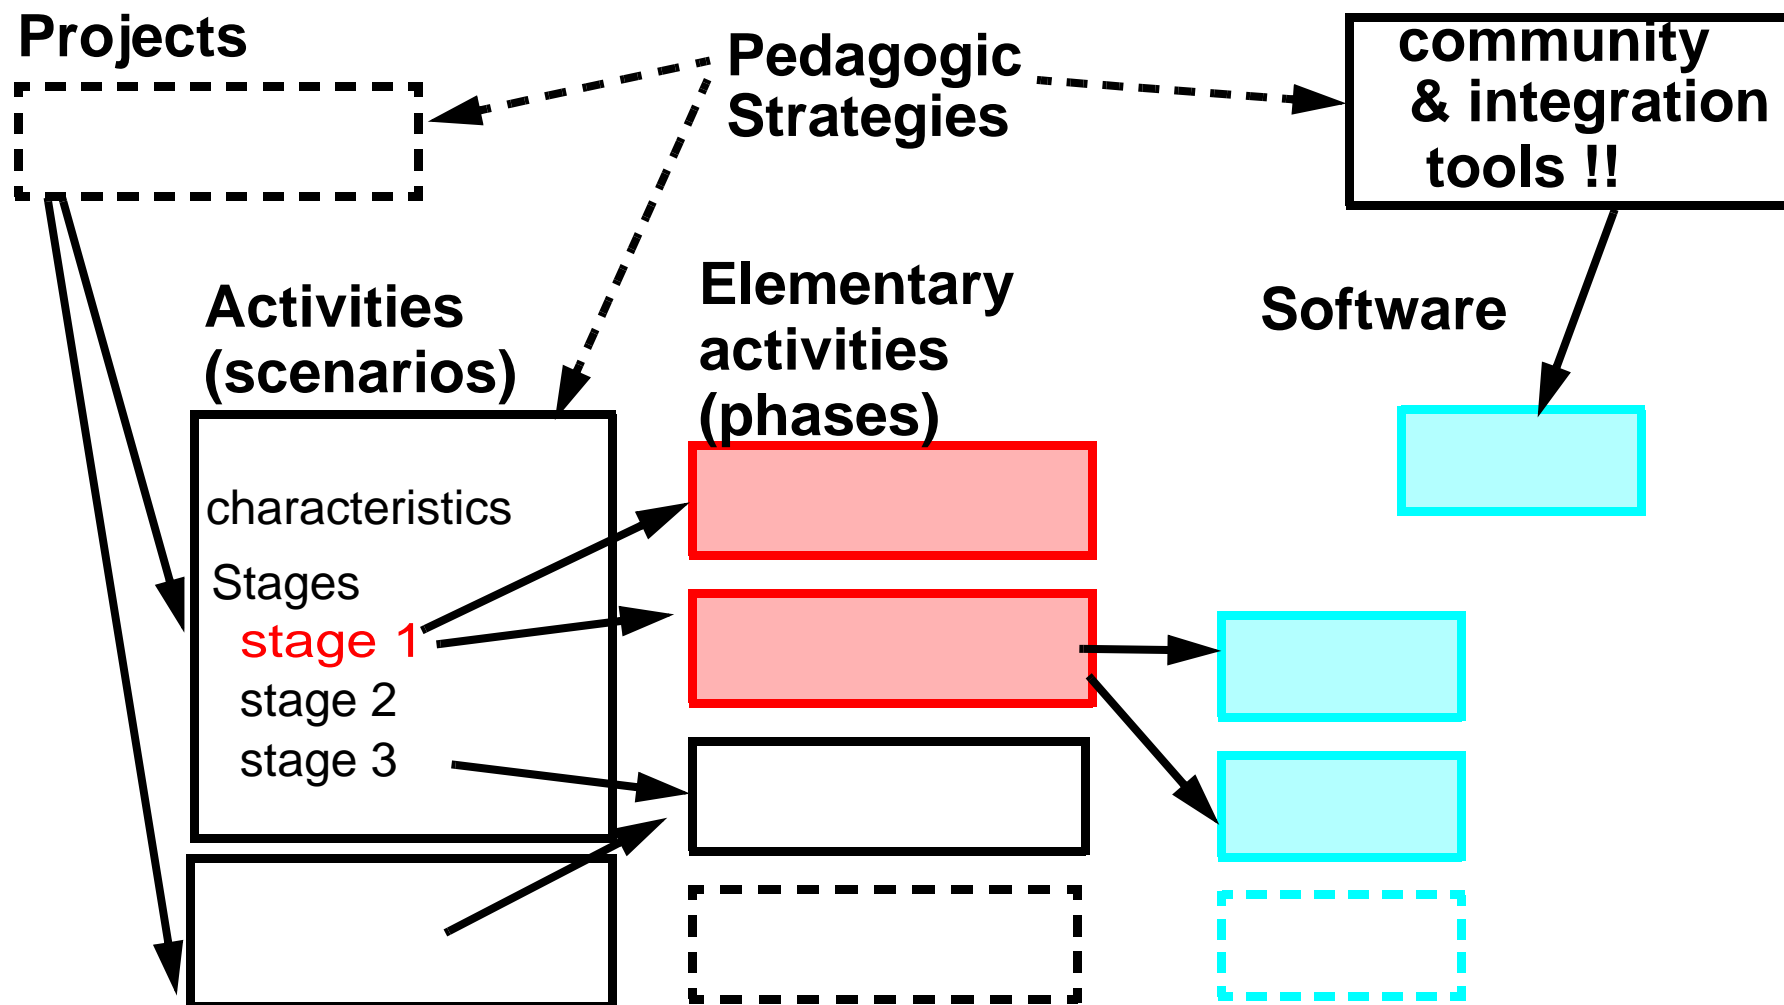 Projects
Pedagogic
Strategies
community
& integration
tools !!
Activities
(scenarios)
Elementary
activities
(phases)
Software
characteristics
Stages
stage 1
stage 2
stage 3